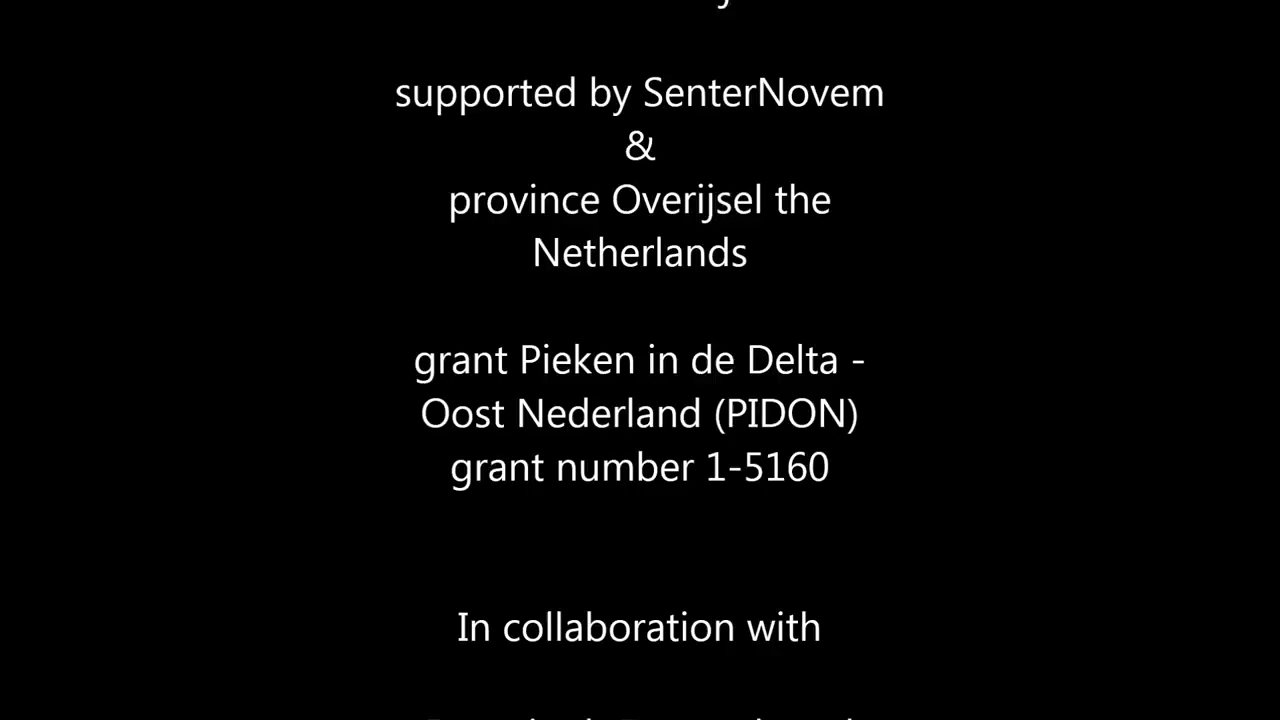 supported by SenterNovem
&
province Overijsel the
Netherlands
grant Pieken in de Delta -
Oost Nederland (PIDON)
grant number 1-5160
In collaboration with